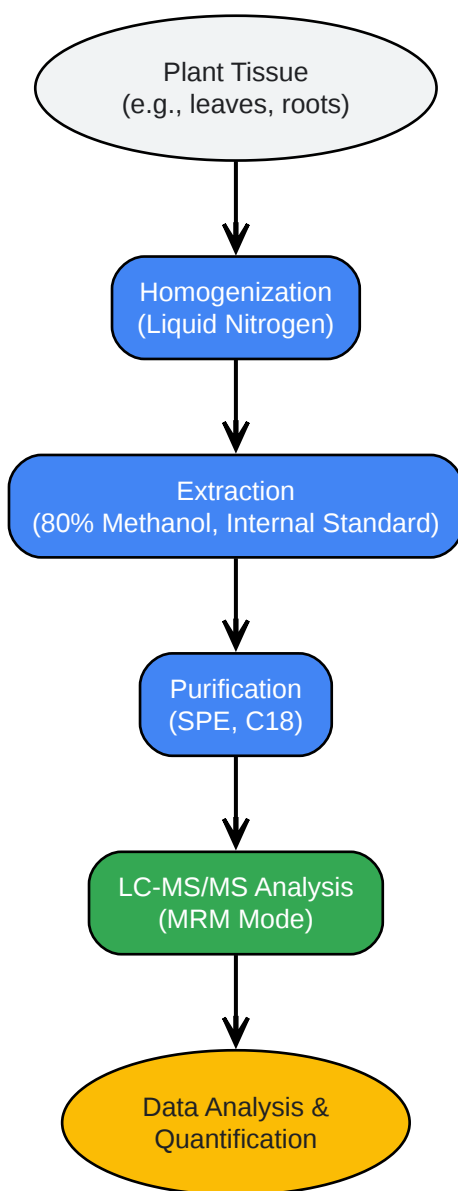 Plant Tissue
(e.g., leaves, roots)
Homogenization
(Liquid Nitrogen)
Extraction
(80% Methanol, Internal Standard)
Purification
(SPE, C18)
LC-MS/MS Analysis
(MRM Mode)
Data Analysis &
Quantification